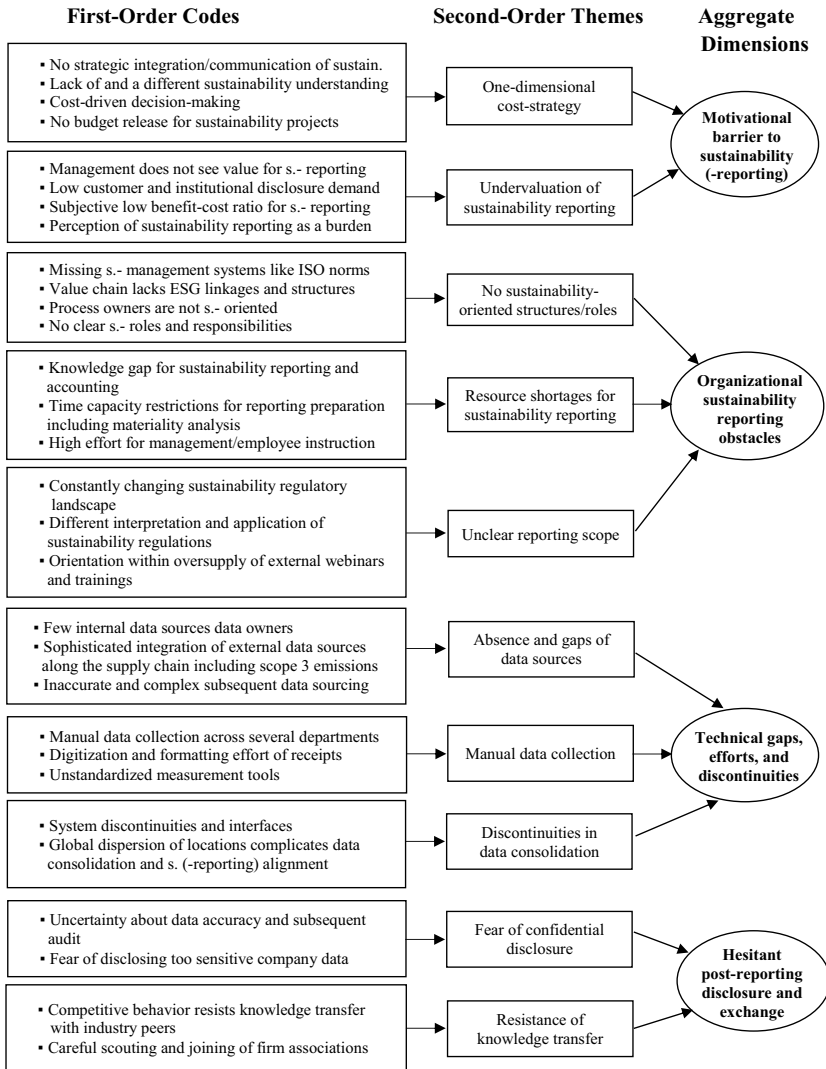 First-Order Codes
Second-Order Themes
Aggregate
Dimensions
▪ No strategic integration/communication of sustain.
▪ Lack of and a different sustainability understanding
▪ Cost-driven decision-making
▪ No budget release for sustainability projects
One-dimensional
cost-strategy
Motivational
barrier to
sustainability
(-reporting)
▪ Management does not see value for s.- reporting
▪ Low customer and institutional disclosure demand
▪ Subjective low benefit-cost ratio for s.- reporting
▪ Perception of sustainability reporting as a burden
Undervaluation of
sustainability reporting
▪ Missing s.- management systems like ISO norms
▪ Value chain lacks ESG linkages and structures
▪ Process owners are not s.- oriented
▪ No clear s.- roles and responsibilities
No sustainability-
oriented structures/roles
▪ Knowledge gap for sustainability reporting and
accounting
▪ Time capacity restrictions for reporting preparation
including materiality analysis
▪ High effort for management/employee instruction
Resource shortages for
sustainability reporting
Organizational
sustainability
reporting
obstacles
▪ Constantly changing sustainability regulatory
landscape
▪ Different interpretation and application of
sustainability regulations
▪ Orientation within oversupply of external webinars
and trainings
Unclear reporting scope
▪ Few internal data sources data owners
▪ Sophisticated integration of external data sources
along the supply chain including scope 3 emissions
▪ Inaccurate and complex subsequent data sourcing
Absence and gaps of
data sources
▪ Manual data collection across several departments
▪ Digitization and formatting effort of receipts
▪ Unstandardized measurement tools
Manual data collection
Technical gaps,
efforts, and
discontinuities
▪ System discontinuities and interfaces
▪ Global dispersion of locations complicates data
consolidation and s. (-reporting) alignment
Discontinuities in
data consolidation
▪ Uncertainty about data accuracy and subsequent
audit
▪ Fear of disclosing too sensitive company data
Fear of confidential
disclosure
Hesitant
post-reporting
disclosure and
exchange
▪ Competitive behavior resists knowledge transfer
with industry peers
▪ Careful scouting and joining of firm associations
Resistance of
knowledge transfer